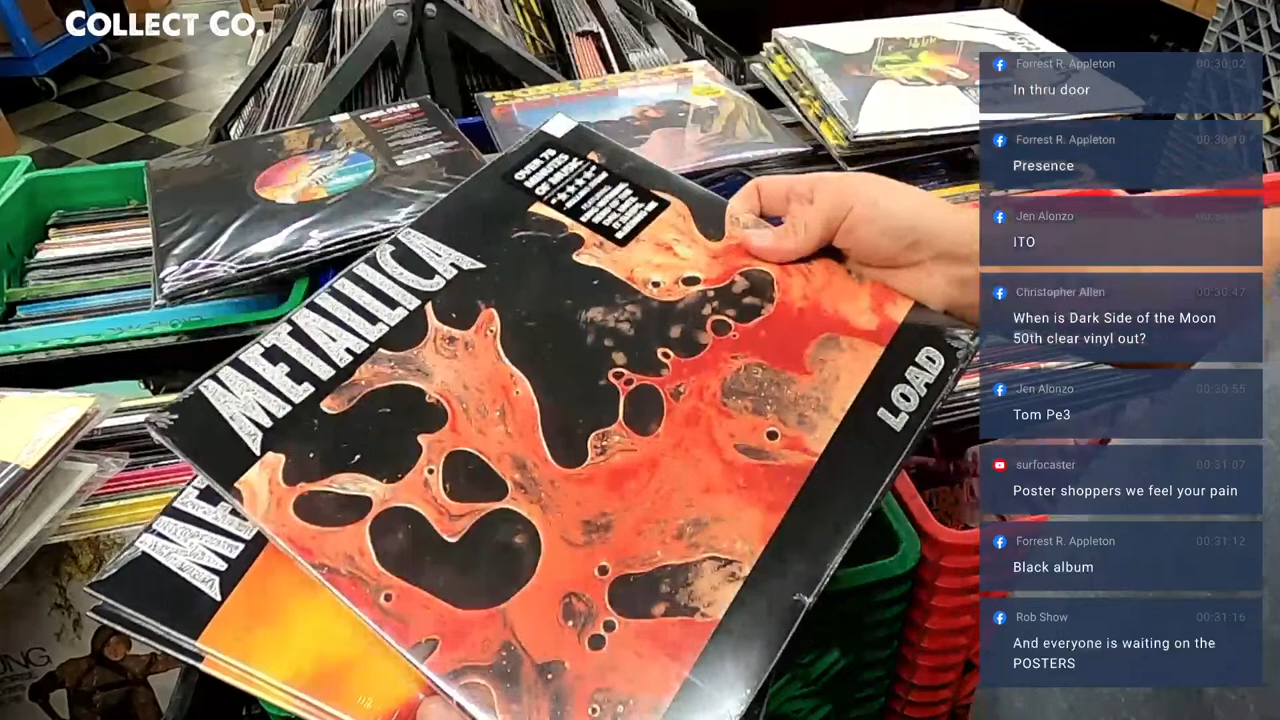 COLLECT CO.
METALLICA
LOAD
ME
UNG
Forrest R. Appleton 00:30:02
In thru door
Forrest R. Appleton 00:30:10
Presence
Jen Alonzo
ITO
Christopher Allen 00:30:47
When is Dark Side of the Moon
50th clear vinyl out?
Jen Alonzo 00:30:55
Tom Pe3
surfocaster 00:31:07
Poster shoppers we feel your pain
Forrest R. Appleton 00:31:12
Black album
Rob Show 00:31:16
And everyone is waiting on the
POSTERS